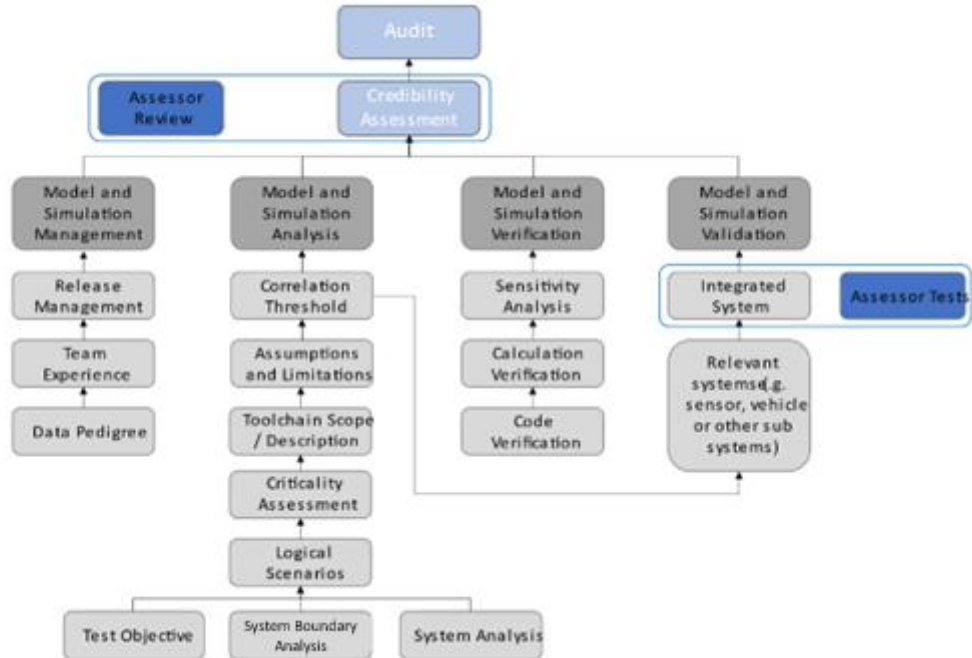 Audit
Assessor
Review
Credibility
Assessment
Model and
Simulation
Management
Model and
Simulation
Analysis
Model and
Simulation
Verification
Model and
Simulation
Validation
Release
Management
Correlation
Threshold
Sensitivity
Analysis
Integrated
System
Assessor Tests
Team
Experience
Assumptions
and Limitations
Calculation
Verification
Relevant
systemse(.g.
sensor, vehicle
or other sub
systems)
Data Pedigree
Toolchain Scope
/ Description
Code
Verification
Criticality
Assessment
Logical
Scenarios
Test Objective
System Boundary
Analysis
System Analysis